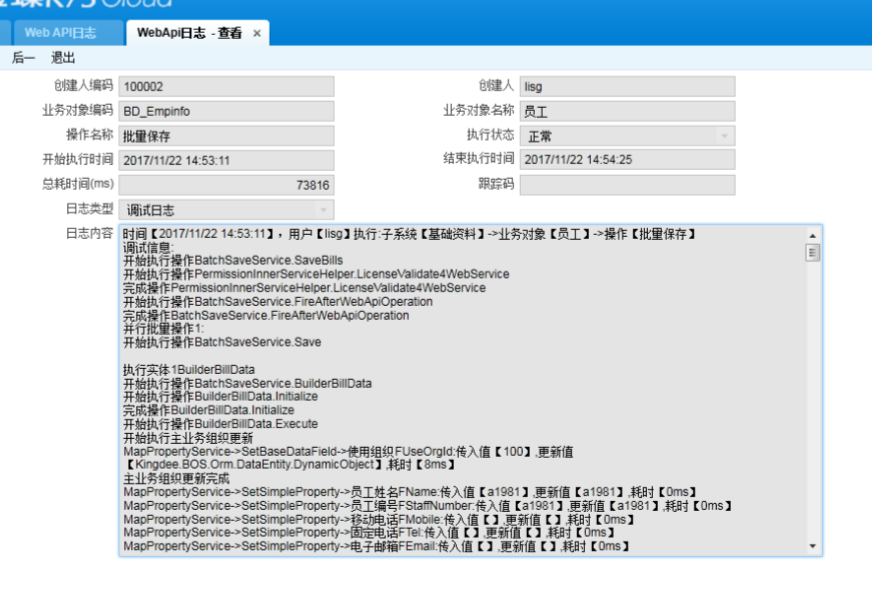 Cloud
Web API日志
WebApi日志 - 查看 ×
后一 退出
创建人编码 100002 创建人 lisg
业务对象编码 BD_Empinfo 业务对象名称 员工
操作名称 批量保存 执行状态 正常
开始执行时间 2017/11/22 14:53:11 结束执行时间 2017/11/22 14:54:25
总耗时间(ms) 73816 跟踪码
日志类型 调试日志
日志内容 时间【2017/11/22 14:53:11】，用户【lisg】执行:子系统【基础资料】->业务对象【员工】->操作【批量保存】
调试信息:
开始执行操作BatchSaveService.SaveBills
开始执行操作PermissionInnerServiceHelper.LicenseValidate4WebService
完成操作PermissionInnerServiceHelper.LicenseValidate4WebService
开始执行操作BatchSaveService.FireAfterWebApiOperation
完成操作BatchSaveService.FireAfterWebApiOperation
并行批量操作1:
开始执行操作BatchSaveService.Save
执行实体1BuilderBillData
开始执行操作BatchSaveService.BuilderBillData
开始执行操作BuilderBillData.Initialize
完成操作BuilderBillData.Initialize
开始执行操作BuilderBillData.Execute
开始执行主业务组织更新
MapPropertyService->SetBaseDataField->使用组织FUseOrgId:传入值【100】,更新值
【Kingdee.BOS.Orm.DataEntity.DynamicObject】,耗时【8ms】
主业务组织更新完成
MapPropertyService->SetSimpleProperty->员工姓名FName:传入值【a1981】,更新值【a1981】,耗时【0ms】
MapPropertyService->SetSimpleProperty->员工编号FStaffNumber:传入值【a1981】,更新值【a1981】,耗时【0ms】
MapPropertyService->SetSimpleProperty->移动电话FMobile:传入值【】,更新值【】,耗时【0ms】
MapPropertyService->SetSimpleProperty->固定电话FTel:传入值【】,更新值【】,耗时【0ms】
MapPropertyService->SetSimpleProperty->电子邮箱FEmail:传入值【】,更新值【】,耗时【0ms】